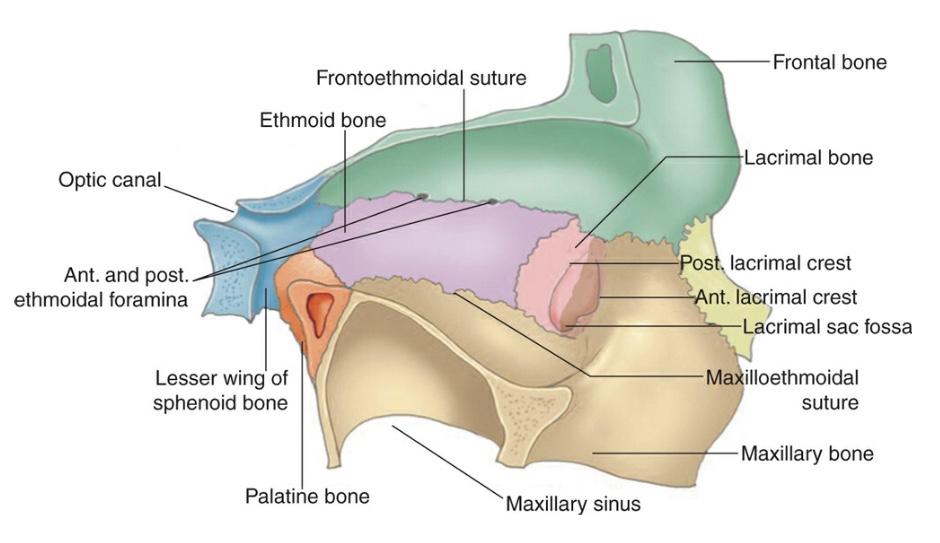 Frontal bone
Frontoethmoidal suture
Ethmoid bone
Lacrimal bone
Optic canal
Post. lacrimal crest
Ant. and post.
ethmoidal foramina
Ant. lacrimal crest
Lacrimal sac fossa
Lesser wing of
sphenoid bone
Maxilloethmoidal
suture
Maxillary bone
Palatine bone
Maxillary sinus